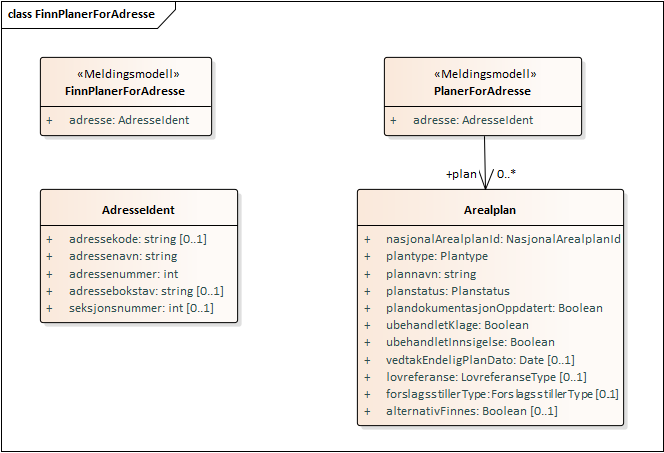 class FinnPlanerForAdresse
«Meldingsmodell»
FinnPlanerForAdresse
+ adresse: AdresseIdent
«Meldingsmodell»
PlanerForAdresse
+ adresse: AdresseIdent
+plan 0..*
AdresseIdent
+ adressekode: string [0..1]
+ adressenavn: string
+ adressenummer: int
+ adressebokstav: string [0..1]
+ seksjonsnummer: int [0..1]
Arealplan
+ nasjonalArealplanId: NasjonalArealplanId
+ plantype: Plantype
+ plannavn: string
+ planstatus: Planstatus
+ plandokumentasjonOppdatert: Boolean
+ ubehandletKlage: Boolean
+ ubehandletInnsigelse: Boolean
+ vedtakEndeligPlanDato: Date [0..1]
+ lovreferanse: LovreferanseType [0..1]
+ forslagsstillerType:ForslagsstillerType [0.1]
+ alternativFinnes: Boolean [0..1]